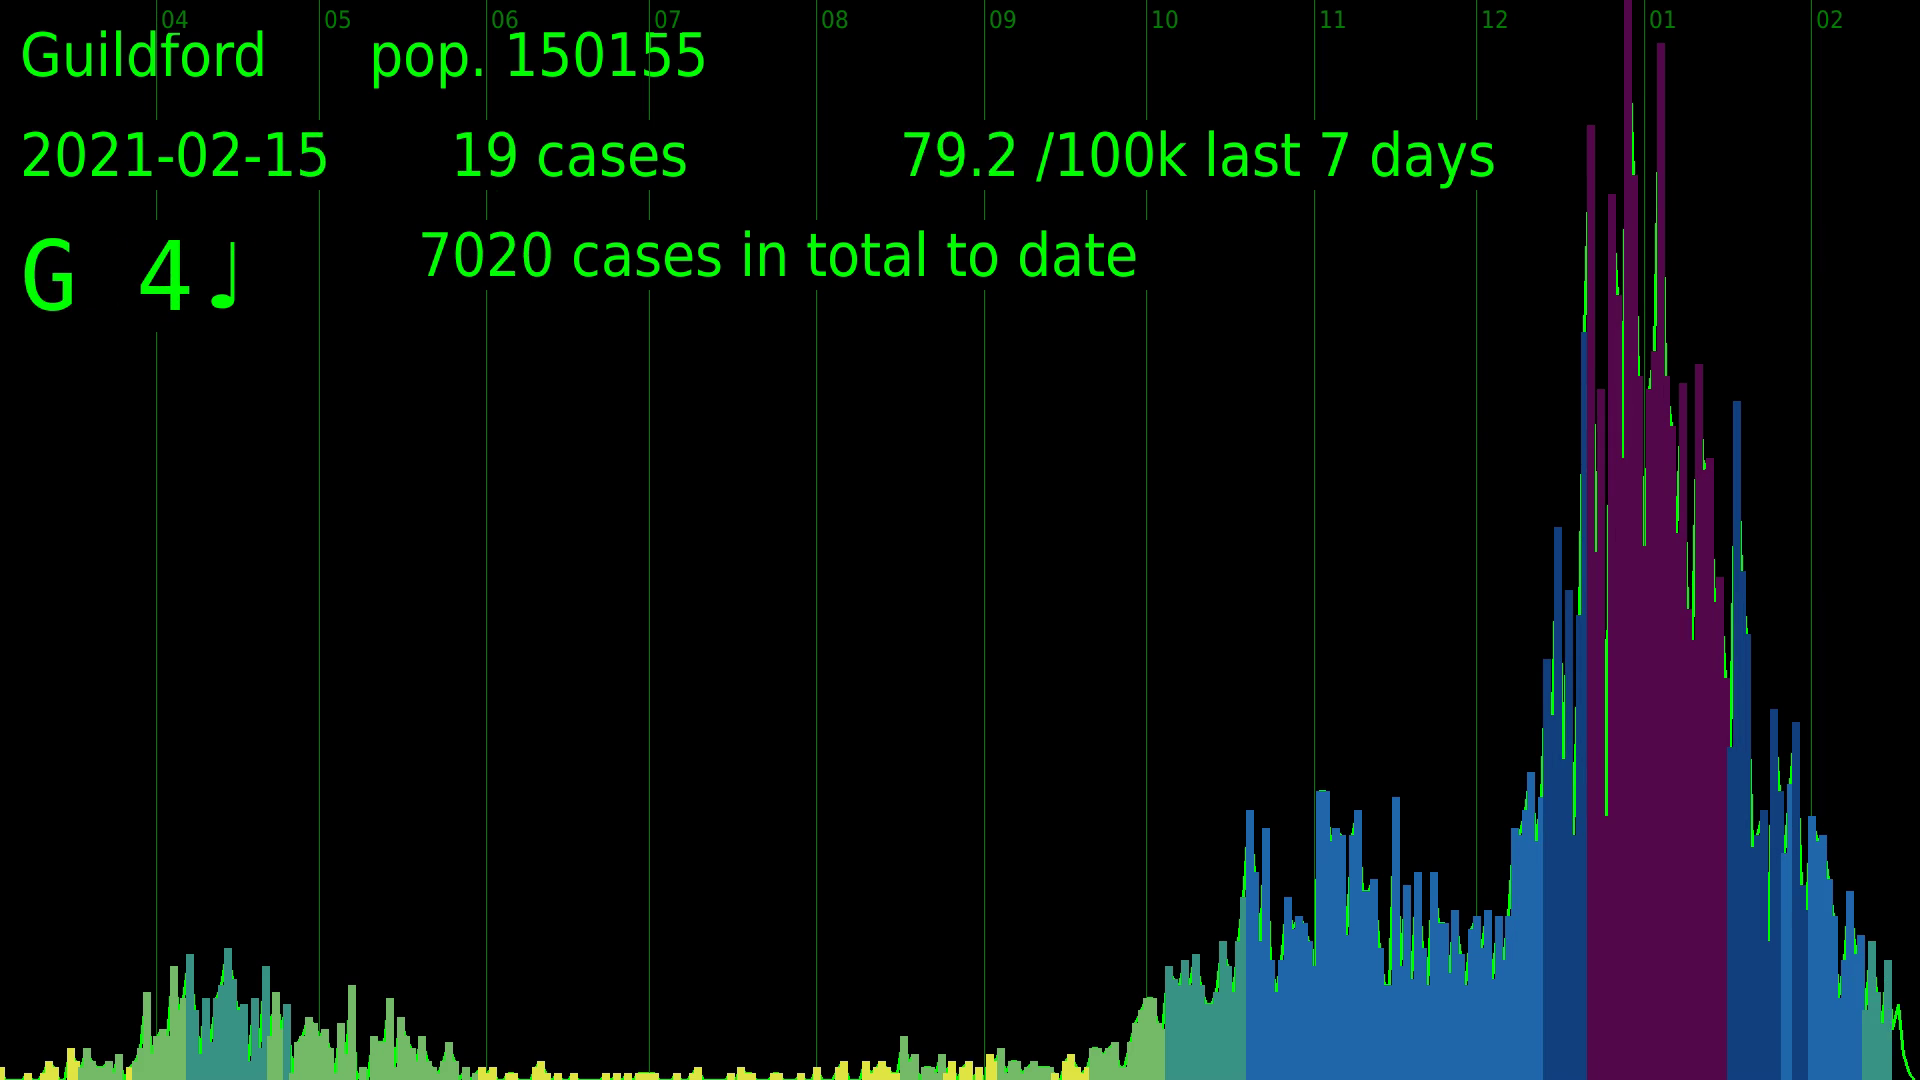 04 05 06 07 08 09 10 11 12 01 02
Guildford pop. 150155
2021-02-15 19 cases 79.2 /100k last 7 days
G 4♩ 7020 cases in total to date